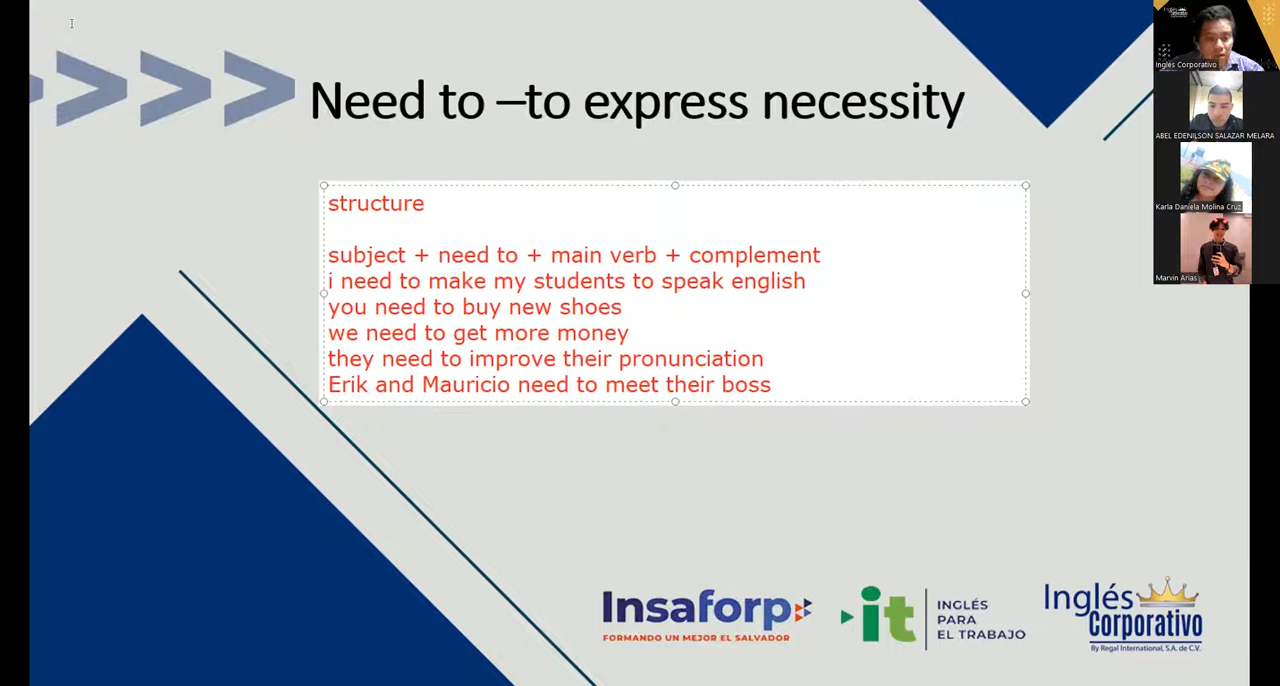 Need to –to express necessity
structure
subject + need to + main verb + complement
i need to make my students to speak english
you need to buy new shoes
we need to get more money
they need to improve their pronunciation
Erik and Mauricio need to meet their boss
Insaforp
FORMANDO UN MEJOR EL SALVADOR
it
INGLÉS
PARA
EL TRABAJO
Inglés
Corporativo
By Regal International, S.A. de C.V.
Inglés Corporativo
ABEL EDENILSON SALAZAR MELARA
Karla Daniela Molina Cruz
Marvin Arias